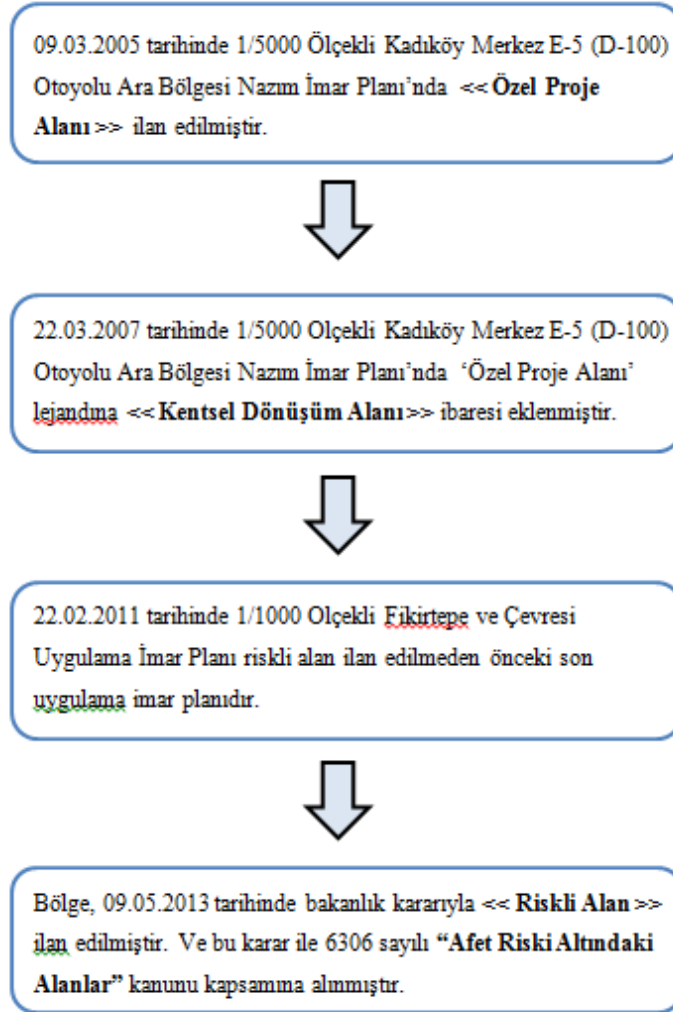 09.03.2005 tarihinde 1/5000 Ölçekli Kadıköy Merkez E-5 (D-100)
Otoyolu Ara Bölgesi Nazım İmar Planı’nda << Özel Proje
Alanı >> ilan edilmiştir.
22.03.2007 tarihinde 1/5000 Ölçekli Kadıköy Merkez E-5 (D-100)
Otoyolu Ara Bölgesi Nazım İmar Planı’nda ‘Özel Proje Alanı’
lejandına << Kentsel Dönüşüm Alanı >> ibaresi eklenmiştir.
22.02.2011 tarihinde 1/1000 Ölçekli Fikirtepe ve Çevresi
Uygulama İmar Planı riskli alan ilan edilmeden önceki son
uygulama imar planıdır.
Bölge, 09.05.2013 tarihinde bakanlık kararıyla << Riskli Alan >>
ilan edilmiştir. Ve bu karar ile 6306 sayılı “Afet Riski Altındaki
Alanlar” kanunu kapsamına alınmıştır.